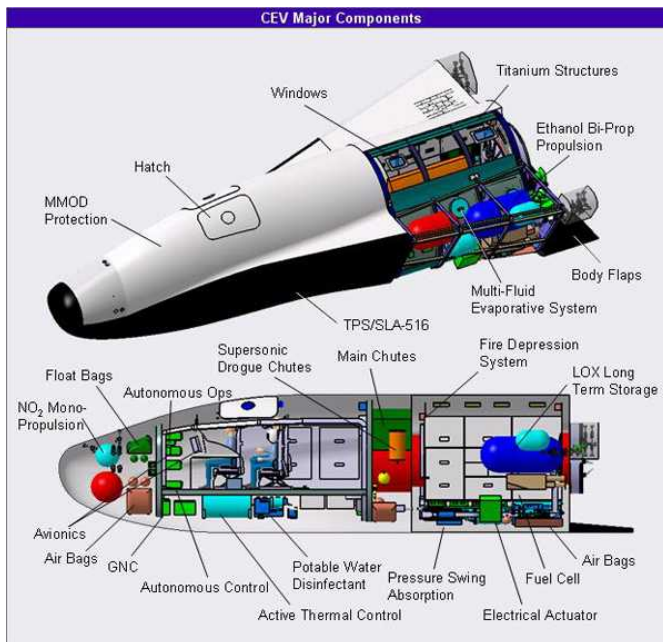 CEV Major Components
Titanium Structures
Windows
Ethanol Bi-Prop
Propulsion
Hatch
MMOD
Protection
Body Flaps
Multi-Fluid
Evaporative System
TPS/SLA-516
Supersonic
Drogue Chutes
Main Chutes
Fire Depression
System
LOX Long
Term Storage
Float Bags
Autonomous Ops
NO2 Mono-
Propulsion
Avionics
Air Bags
GNC
Autonomous Control
Active Thermal Control
Potable Water
Disinfectant
Pressure Swing
Absorption
Fuel Cell
Air Bags
Electrical Actuator